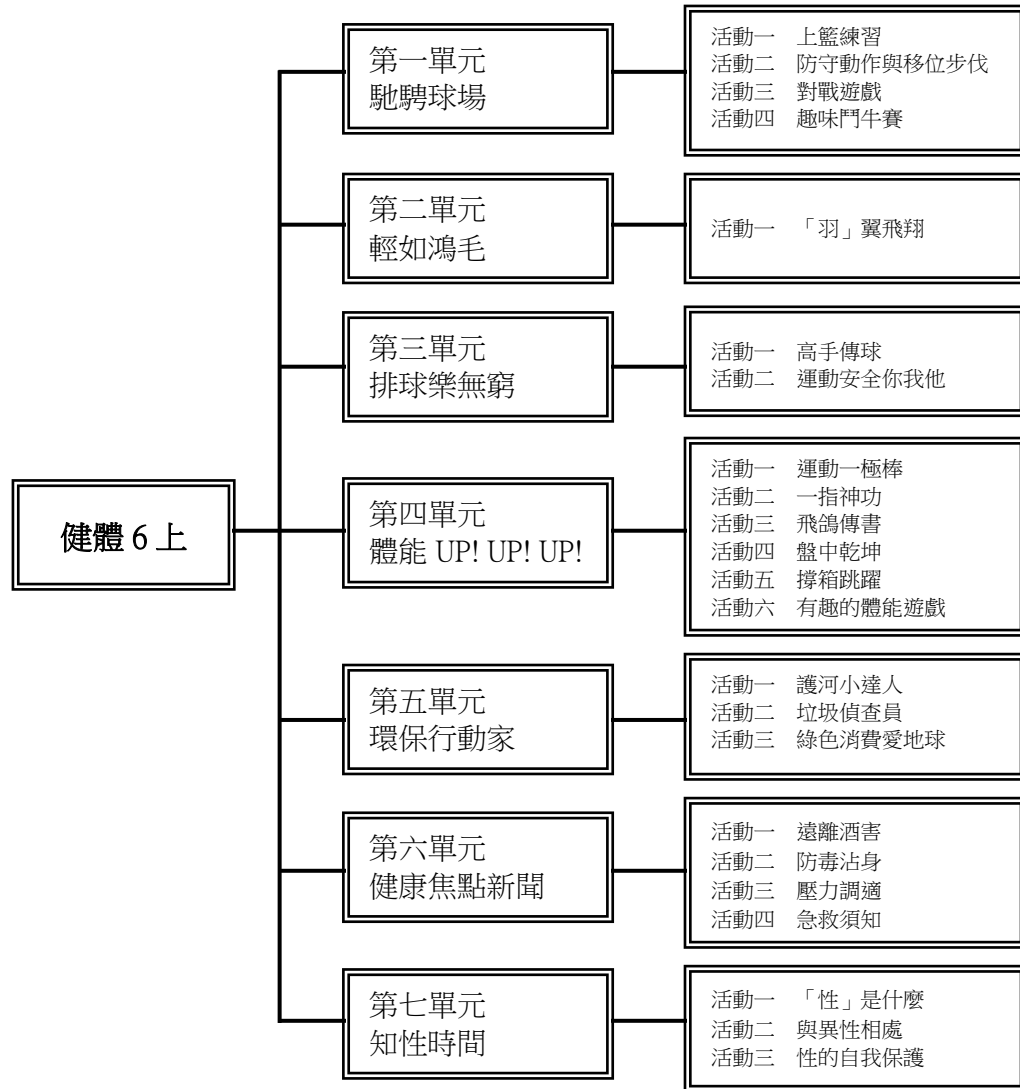 健體 6 上
第一單元
馳騁球場
活動一　上籃練習
活動二　防守動作與移位步伐
活動三　對戰遊戲
活動四　趣味鬥牛賽
第二單元
輕如鴻毛
活動一　「羽」翼飛翔
第三單元
排球樂無窮
活動一　高手傳球
活動二　運動安全你我他
第四單元
體能 UP! UP! UP!
活動一　運動一極棒
活動二　一指神功
活動三　飛鴿傳書
活動四　盤中乾坤
活動五　撐箱跳躍
活動六　有趣的體能遊戲
第五單元
環保行動家
活動一　護河小達人
活動二　垃圾偵查員
活動三　綠色消費愛地球
第六單元
健康焦點新聞
活動一　遠離酒害
活動二　防毒沾身
活動三　壓力調適
活動四　急救須知
第七單元
知性時間
活動一　「性」是什麼
活動二　與異性相處
活動三　性的自我保護